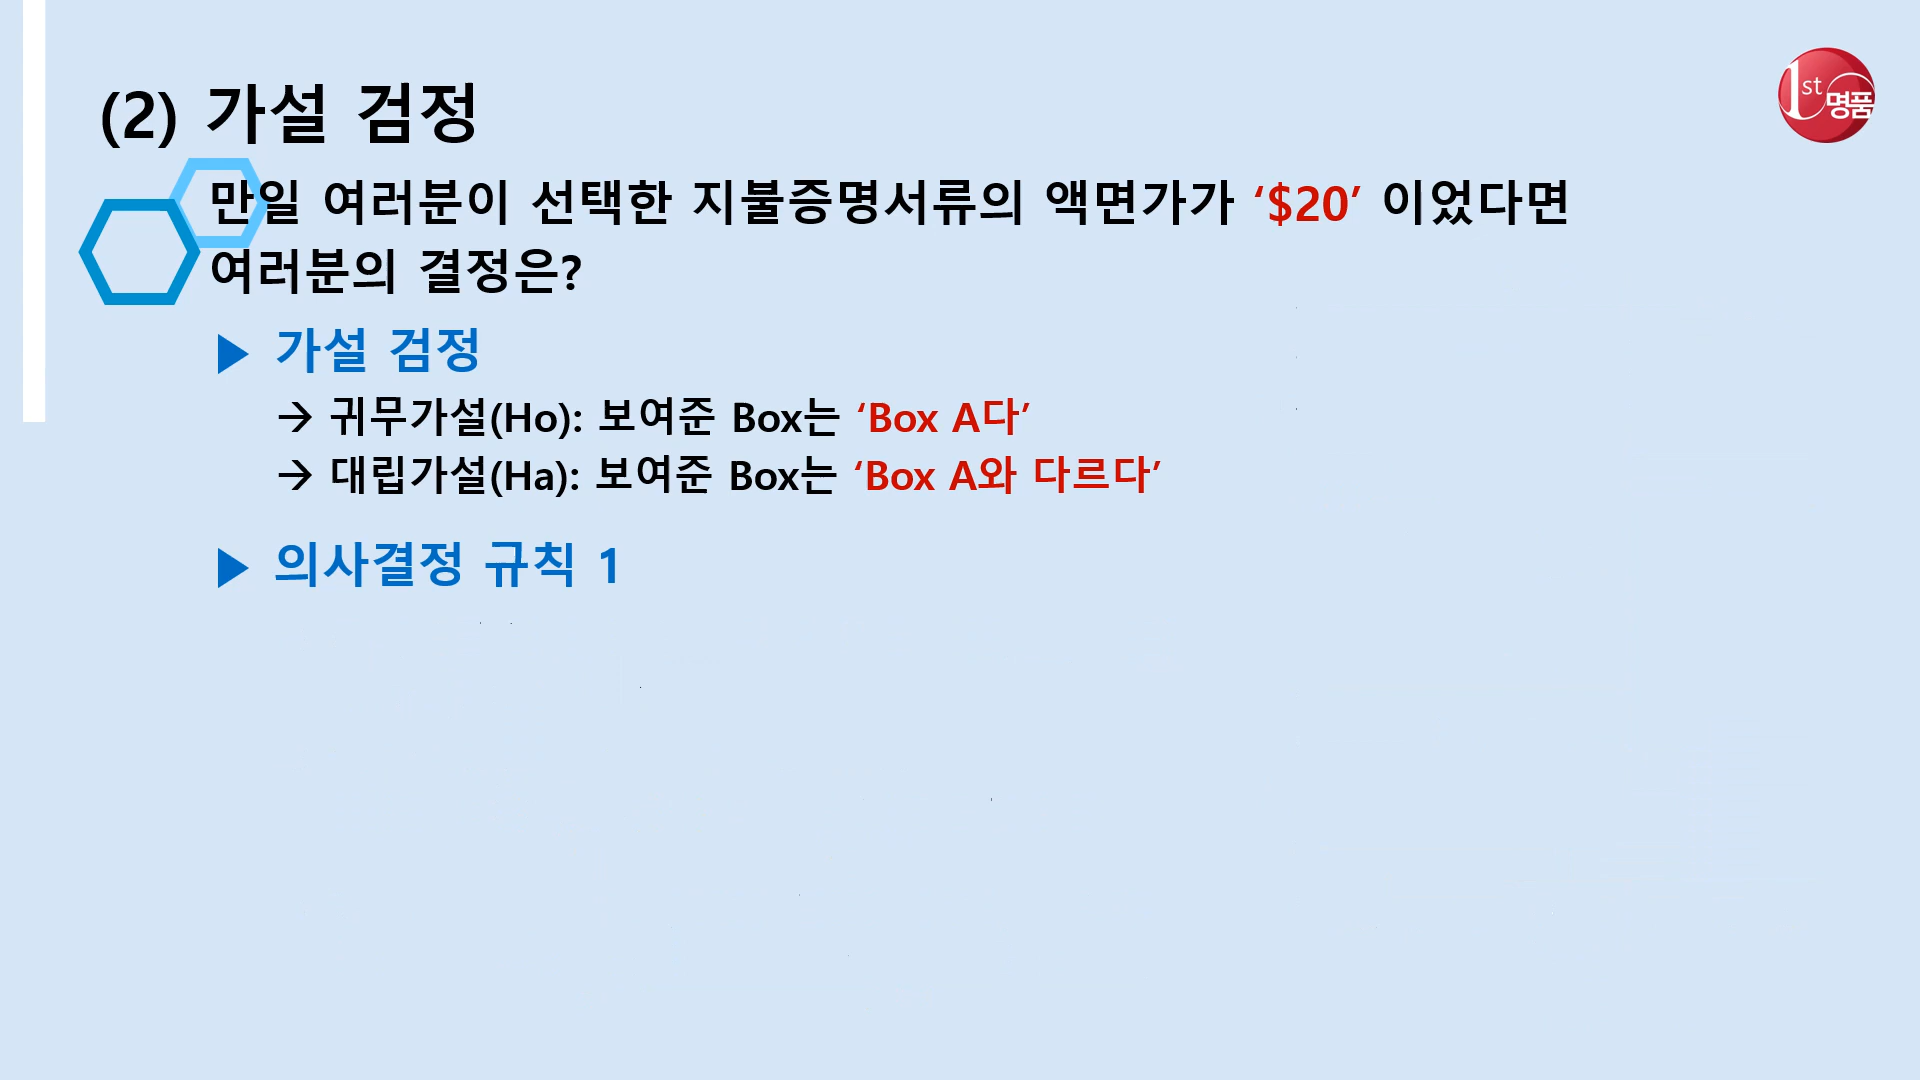 (2) 가설 검정
1st 명품
만일 여러분이 선택한 지불증명서류의 액면가가 ‘$20’ 이었다면
여러분의 결정은?
▶ 가설 검정
→ 귀무가설(Ho): 보여준 Box는 ‘Box A다’
→ 대립가설(Ha): 보여준 Box는 ‘Box A와 다르다’
▶ 의사결정 규칙 1